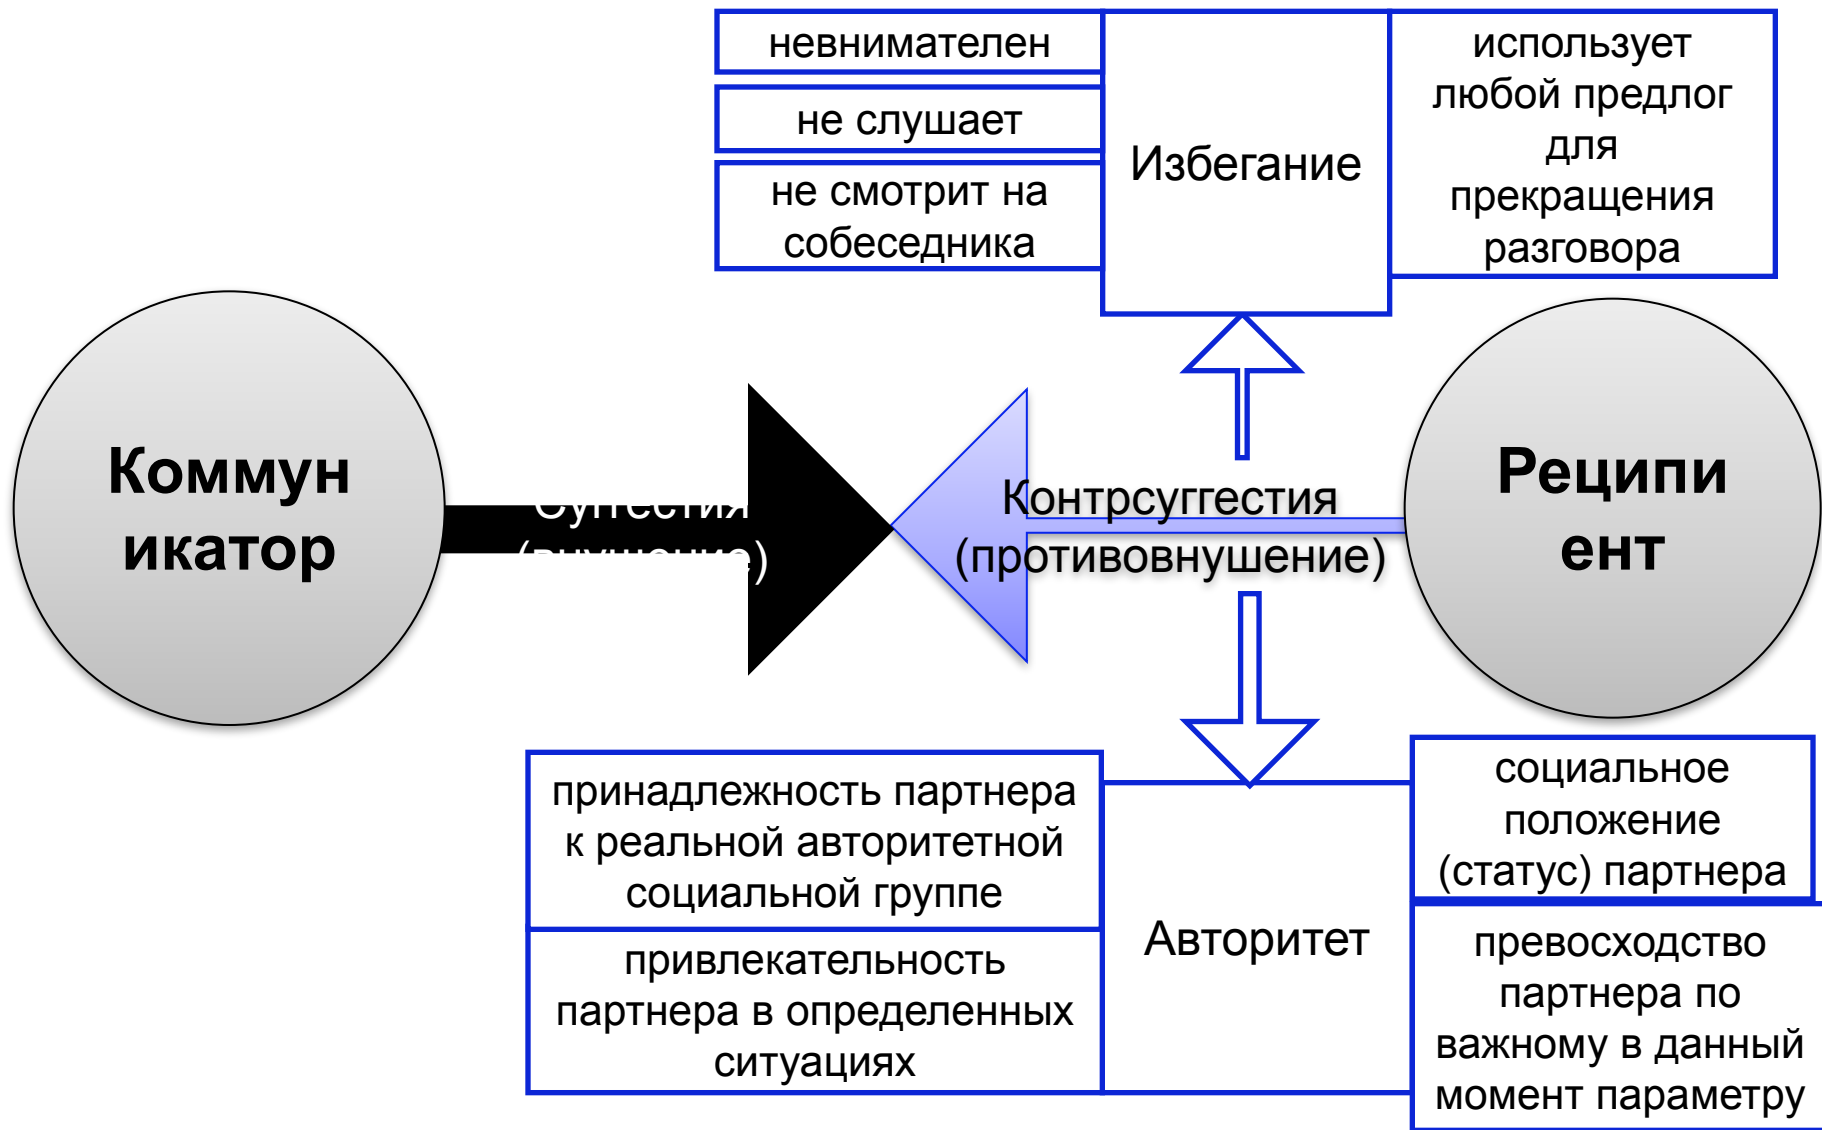 невнимателен
не слушает
не смотрит на
собеседника
Избегание
использует
любой предлог
для
прекращения
разговора
Коммун
икатор
Суггестия
(внушение)
Контрсуггестия
(противовнушение)
Реципи
ент
принадлежность партнера
к реальной авторитетной
социальной группе
привлекательность
партнера в определенных
ситуациях
Авторитет
социальное
положение
(статус) партнера
превосходство
партнера по
важному в данный
момент параметру